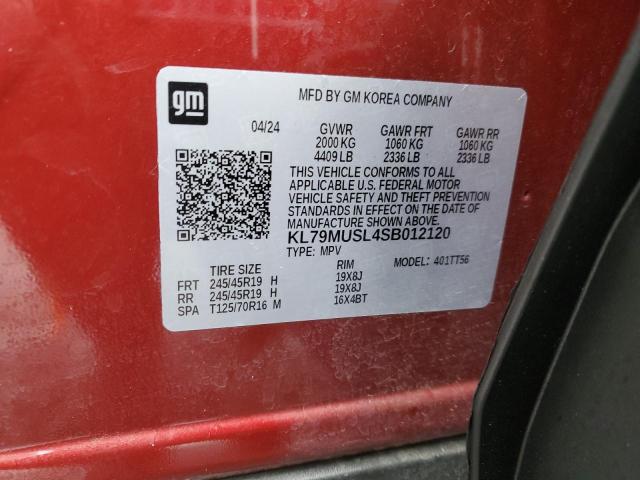 gm
MFD BY GM KOREA COMPANY
04/24 GVWR GAWR FRT GAWR RR
2000 KG 1060 KG 1060 KG
4409 LB 2336 LB 2336 LB
THIS VEHICLE CONFORMS TO ALL
APPLICABLE U.S. FEDERAL MOTOR
VEHICLE SAFETY AND THEFT PREVENTION
STANDARDS IN EFFECT ON THE DATE OF
MANUFACTURE SHOWN ABOVE.
KL79MUSL4SB012120
TYPE: MPV MODEL: 401TT56
TIRE SIZE RIM
FRT 245/45R19 H 19X8J
RR 245/45R19 H 19X8J
SPA T125/70R16 M 16X4BT